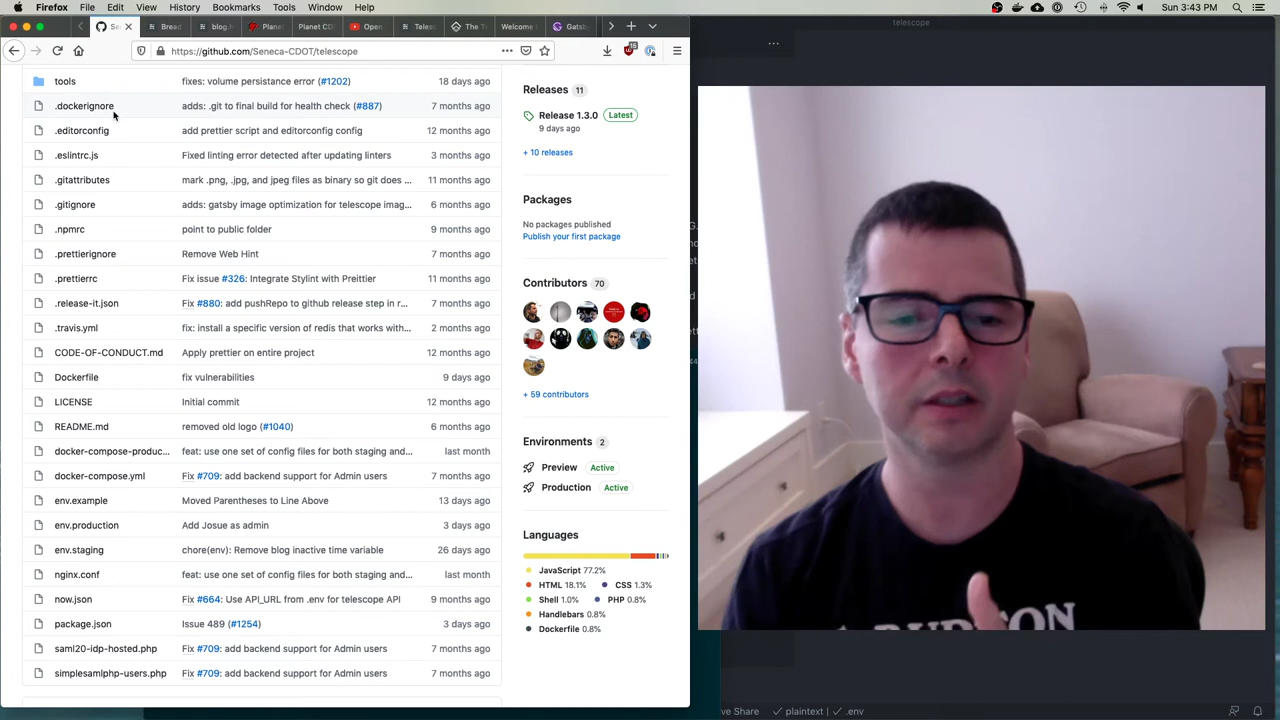 Firefox File Edit View History Bookmarks Tools Window Help Sun 3:43 PM
telescope
Se Bread blog.h Planet Planet CD Open Teles The T Welcome Gatsby
https://github.com/Seneca-CDOT/telescope
15
tools fixes: volume persistance error (#1202) 18 days ago
.dockerignore adds: .git to final build for health check (#887) 7 months ago
.editorconfig add prettier script and editorconfig config 12 months ago
.eslintrc.js Fixed linting error detected after updating linters 3 months ago
.gitattributes mark .png, .jpg, and jpeg files as binary so git does ... 11 months ago
.gitignore adds: gatsby image optimization for telescope imag... 6 months ago
.npmrc point to public folder 9 months ago
.prettierignore Remove Web Hint 7 months ago
.prettierrc Fix issue #326: Integrate Stylint with Preitier 11 months ago
.release-it.json Fix #880: add pushRepo to github release step in r... 7 months ago
.travis.yml fix: install a specific version of redis that works with... 2 months ago
CODE-OF-CONDUCT.md Apply prettier on entire project 12 months ago
Dockerfile fix vulnerabilities 9 days ago
LICENSE Initial commit 12 months ago
README.md removed old logo (#1040) 6 months ago
docker-compose-produc... feat: use one set of config files for both staging and... last month
docker-compose.yml Fix #709: add backend support for Admin users 7 months ago
env.example Moved Parentheses to Line Above 13 days ago
env.production Add Josue as admin 3 days ago
env.staging chore(env): Remove blog inactive time variable 26 days ago
nginx.conf feat: use one set of config files for both staging and... last month
now.json Fix #664: Use API_URL from .env for telescope API 9 months ago
package.json Issue 489 (#1254) 3 days ago
saml20-idp-hosted.php Fix #709: add backend support for Admin users 7 months ago
simplesamlphp-users.php Fix #709: add backend support for Admin users 7 months ago
Releases 11
Release 1.3.0 Latest
9 days ago
+ 10 releases
Packages
No packages published
Publish your first package
Contributors 70
+ 59 contributors
Environments 2
Preview Active
Production Active
Languages
JavaScript 77.2%
HTML 18.1% CSS 1.3%
Shell 1.0% PHP 0.8%
Handlebars 0.8%
Dockerfile 0.8%
ve Share plaintext .env